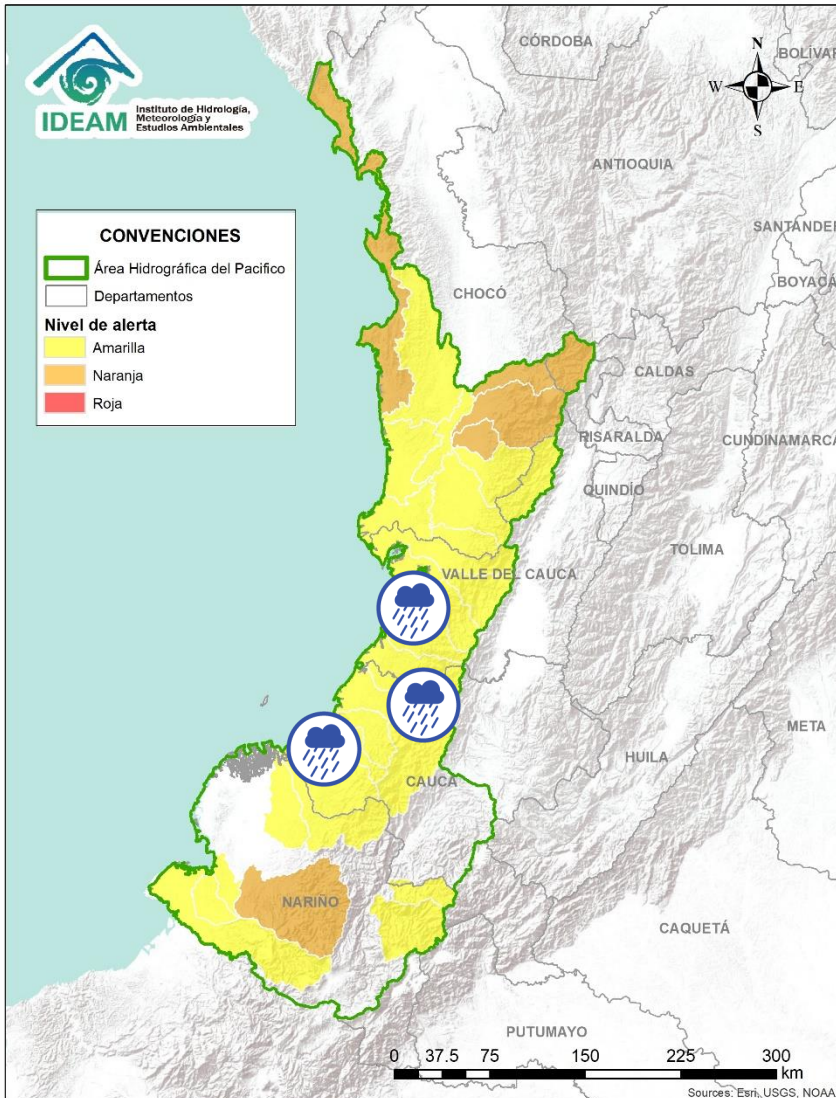 IDEAM
Instituto de Hidrología,
Meteorología y
Estudios Ambientales
CÓRDOBA
BOLÍVAR
N
W
E
S
ANTIOQUIA
SANTANDER
BOYACÁ
CONVENCIONES
Área Hidrográfica del Pacifico
Departamentos
Nivel de alerta
Amarilla
Naranja
Roja
CHOCÓ
CALDAS
RISARALDA
CUNDINAMARCA
QUINDÍO
TOLIMA
VALLE DEL CAUCA
META
HUILA
CAUCA
NARIÑO
CAQUETÁ
PUTUMAYO
0 37.5 75 150 225 300
km
Sources: Esri, USGS, NOAA